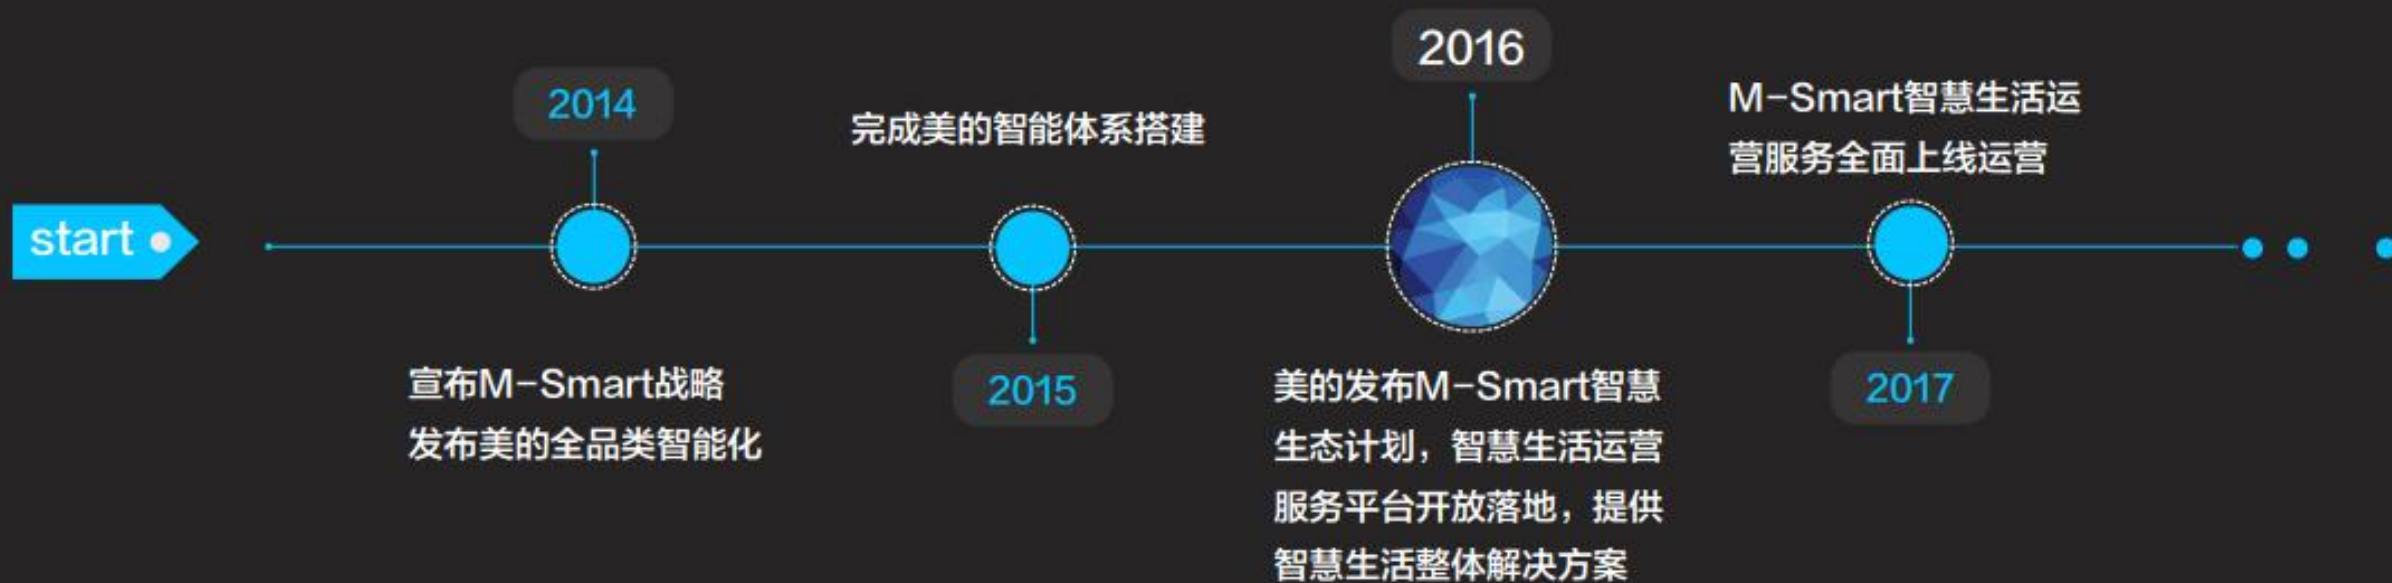 start
2014
宣布M-Smart战略
发布美的全品类智能化
完成美的智能体系搭建
2015
2016
美的发布M-Smart智慧
生态计划，智慧生活运营
服务平台开放落地，提供
智慧生活整体解决方案
M-Smart智慧生活运
营服务全面上线运营
2017